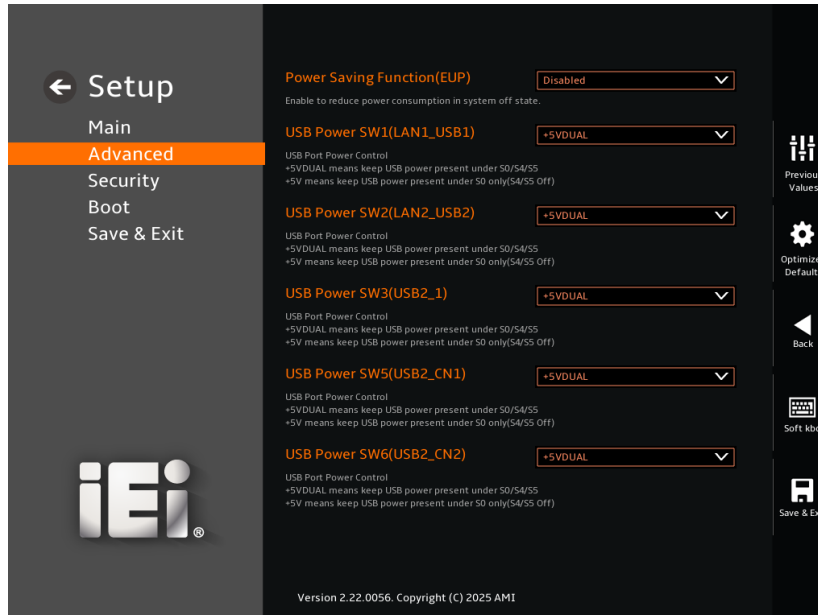 Setup
Main
Advanced
Security
Boot
Save & Exit
iEi ®
Power Saving Function(EUP)
Disabled
Enable to reduce power consumption in system off state.
USB Power SW1(LAN1_USB1)
+5VDUAL
USB Port Power Control
+5VDUAL means keep USB power present under S0/S4/S5
+5V means keep USB power present under S0 only(S4/S5 Off)
USB Power SW2(LAN2_USB2)
+5VDUAL
USB Port Power Control
+5VDUAL means keep USB power present under S0/S4/S5
+5V means keep USB power present under S0 only(S4/S5 Off)
USB Power SW3(USB2_1)
+5VDUAL
USB Port Power Control
+5VDUAL means keep USB power present under S0/S4/S5
+5V means keep USB power present under S0 only(S4/S5 Off)
USB Power SW5(USB2_CN1)
+5VDUAL
USB Port Power Control
+5VDUAL means keep USB power present under S0/S4/S5
+5V means keep USB power present under S0 only(S4/S5 Off)
USB Power SW6(USB2_CN2)
+5VDUAL
USB Port Power Control
+5VDUAL means keep USB power present under S0/S4/S5
+5V means keep USB power present under S0 only(S4/S5 Off)
Version 2.22.0056. Copyright (C) 2025 AMI
Previou
Values
Optimize
Default
Back
Soft kb
Save & Ex